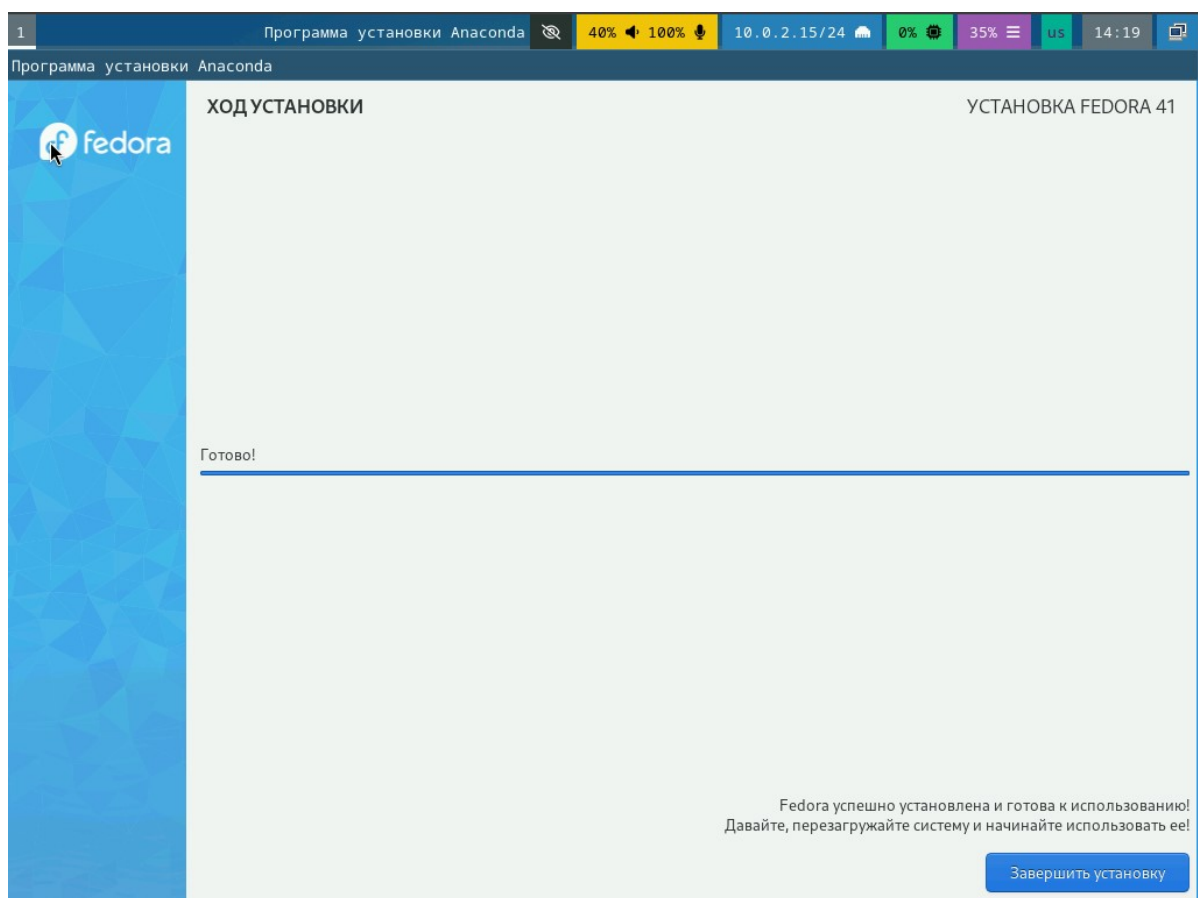 1 Программа установки Anaconda 40% 100% 10.0.2.15/24 0% 35% us 14:19
Программа установки Anaconda
fedora
ХОД УСТАНОВКИ
УСТАНОВКА FEDORA 41
Готово!
Fedora успешно установлена и готова к использованию!
Давайте, перезагружайте систему и начинайте использовать ее!
Завершить установку